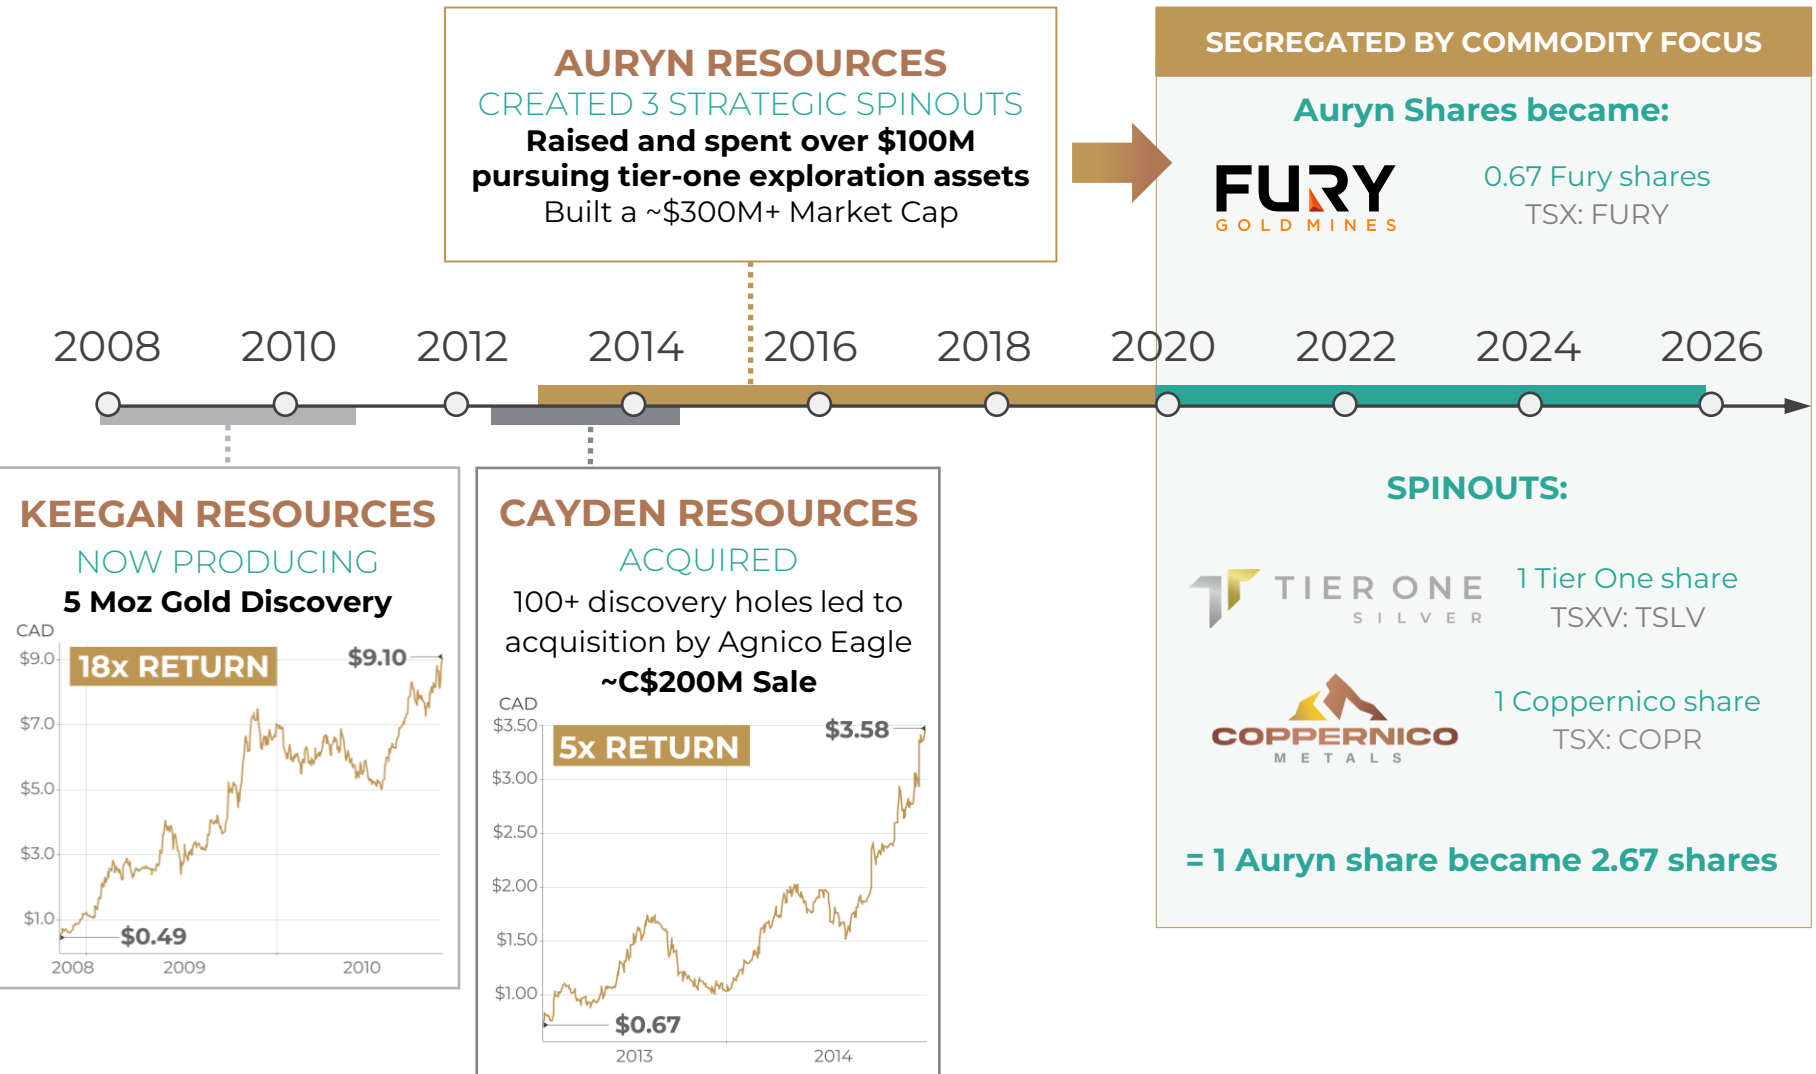 AURYN RESOURCES
CREATED 3 STRATEGIC SPINOUTS
Raised and spent over $100M
pursuing tier-one exploration assets
Built a ~$300M+ Market Cap
SEGREGATED BY COMMODITY FOCUS
Auryn Shares became:
FURY
GOLD MINES
0.67 Fury shares
TSX: FURY
2008
2010
2012
2014
2016
2018
2020
2022
2024
2026
KEEGAN RESOURCES
NOW PRODUCING
5 Moz Gold Discovery
CAD
$9.0
18x RETURN
$9.10
$7.0
$5.0
$3.0
$1.0
$0.49
2008
2009
2010
CAYDEN RESOURCES
ACQUIRED
100+ discovery holes led to
acquisition by Agnico Eagle
~C$200M Sale
CAD
$3.50
5x RETURN
$3.58
$3.00
$2.50
$2.00
$1.50
$1.00
$0.67
2013
2014
SPINOUTS:
TIER ONE
SILVER
1 Tier One share
TSXV: TSLV
COPPERNICO
METALS
1 Coppernico share
TSX: COPR
= 1 Auryn share became 2.67 shares